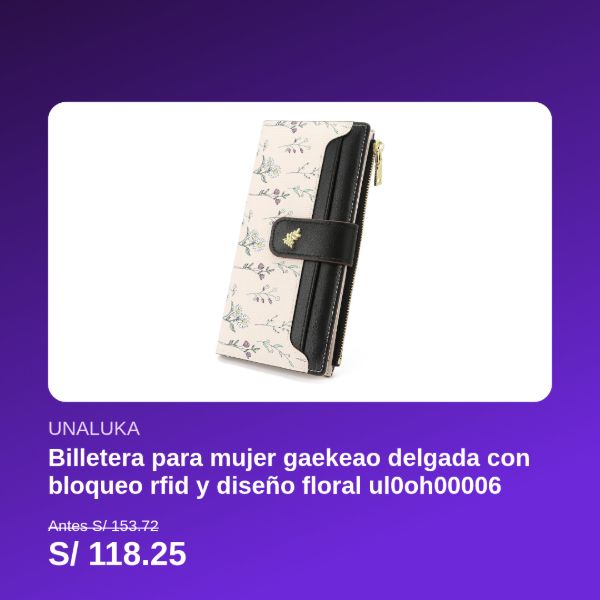 UNALUKA
Billetera para mujer gaekeao delgada con
bloqueo rfid y diseño floral ul0oh00006
Antes S/ 153.72
S/ 118.25